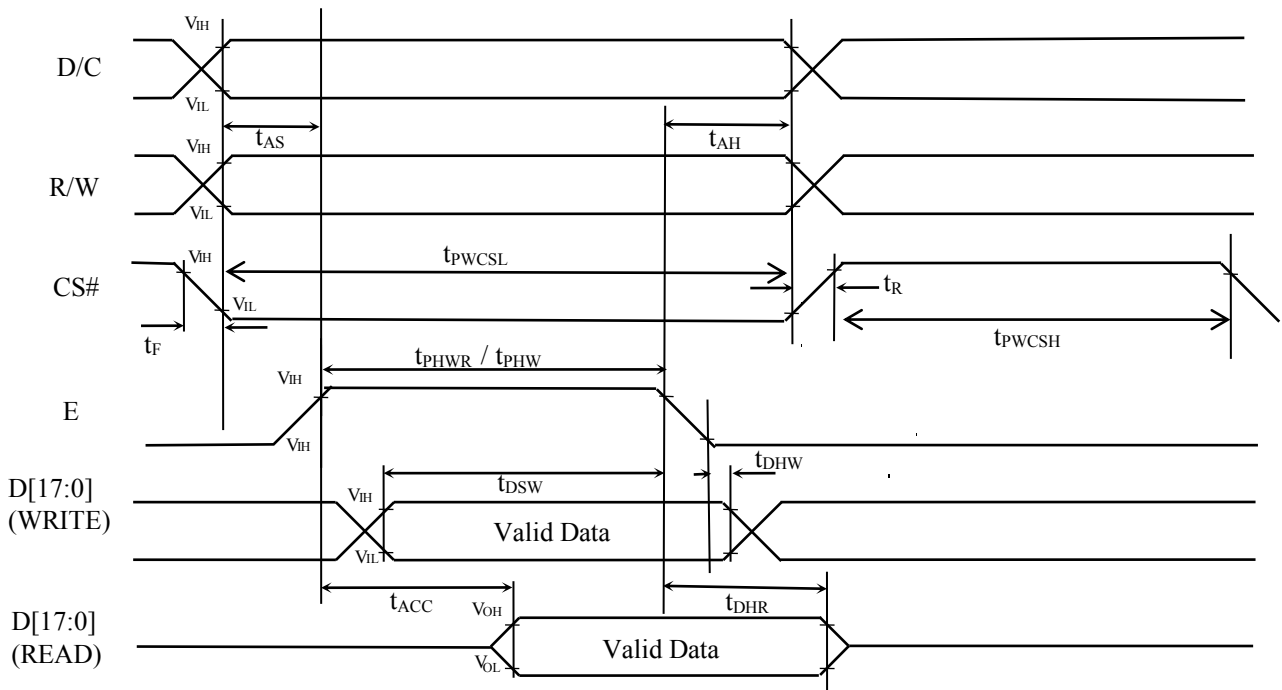 VIH
D/C
VIL
tAS
tAH
VIH
R/W
VIL
VIH
tPWCSL
CS#
VIL
tR
tF
tPWCSH
tPHWR / tPHW
VIH
E
VIH
tDHW
D[17:0]
(WRITE)
VIH
tDSW
Valid Data
VIL
tACC
tDHR
D[17:0]
(READ)
VOH
Valid Data
VOL